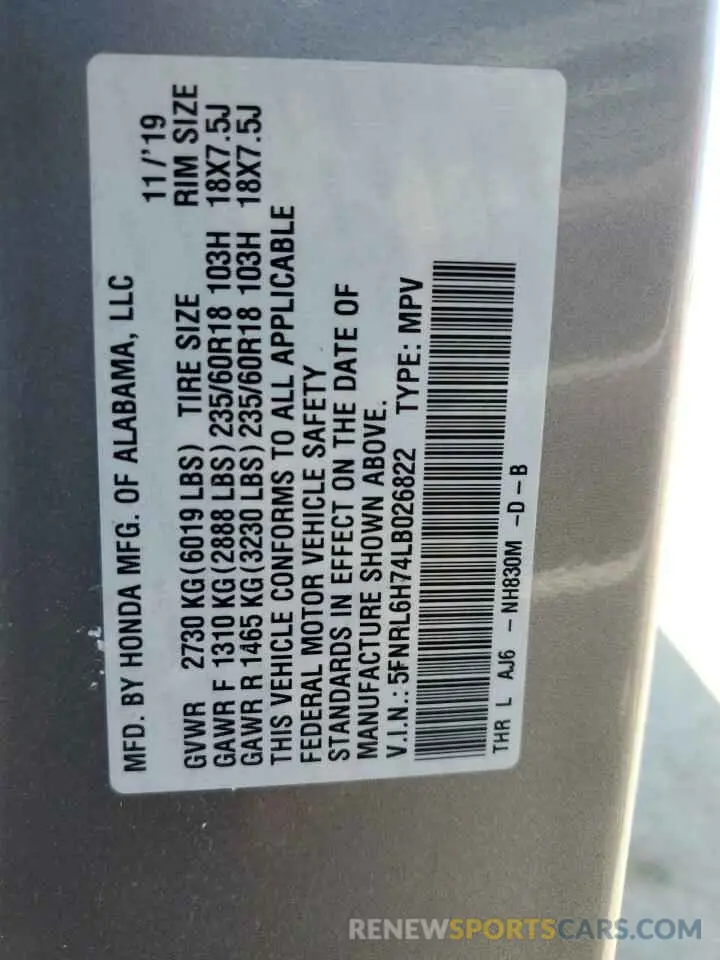 MFD. BY HONDA MFG. OF ALABAMA, LLC 11/'19
GVWR 2730 KG (6019 LBS) TIRE SIZE RIM SIZE
GAWR F 1310 KG (2888 LBS) 235/60R18 103H 18X7.5J
GAWR R 1465 KG (3230 LBS) 235/60R18 103H 18X7.5J
THIS VEHICLE CONFORMS TO ALL APPLICABLE
FEDERAL MOTOR VEHICLE SAFETY
STANDARDS IN EFFECT ON THE DATE OF
MANUFACTURE SHOWN ABOVE.
V.I.N.: 5FNRL6H74LB026822 TYPE: MPV
THR L AJ6 - NH830M -D-B
RENEWSPORTSCARS.COM